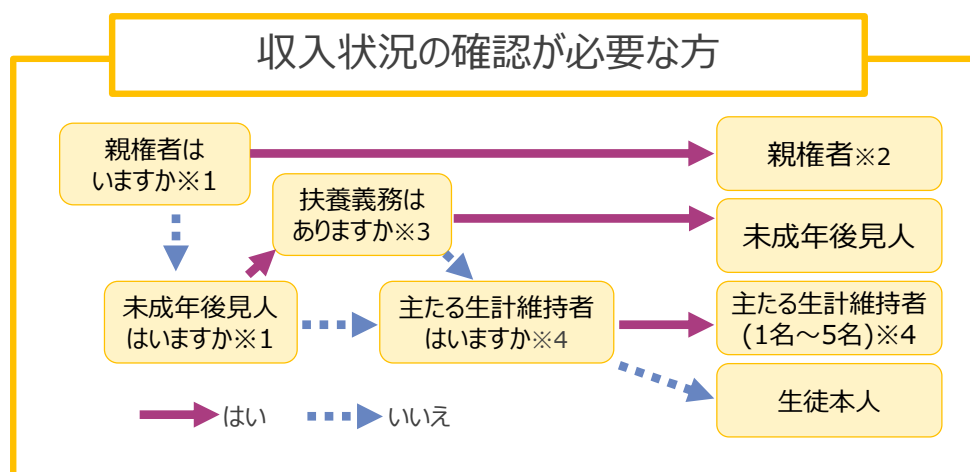 収入状況の確認が必要な方
親権者は
いますか※1
親権者※2
扶養義務は
ありますか※3
未成年後見人
未成年後見人
はいますか※1
主たる生計維持者
はいますか※4
主たる生計維持者
(1名～5名)※4
生徒本人
はい
いいえ